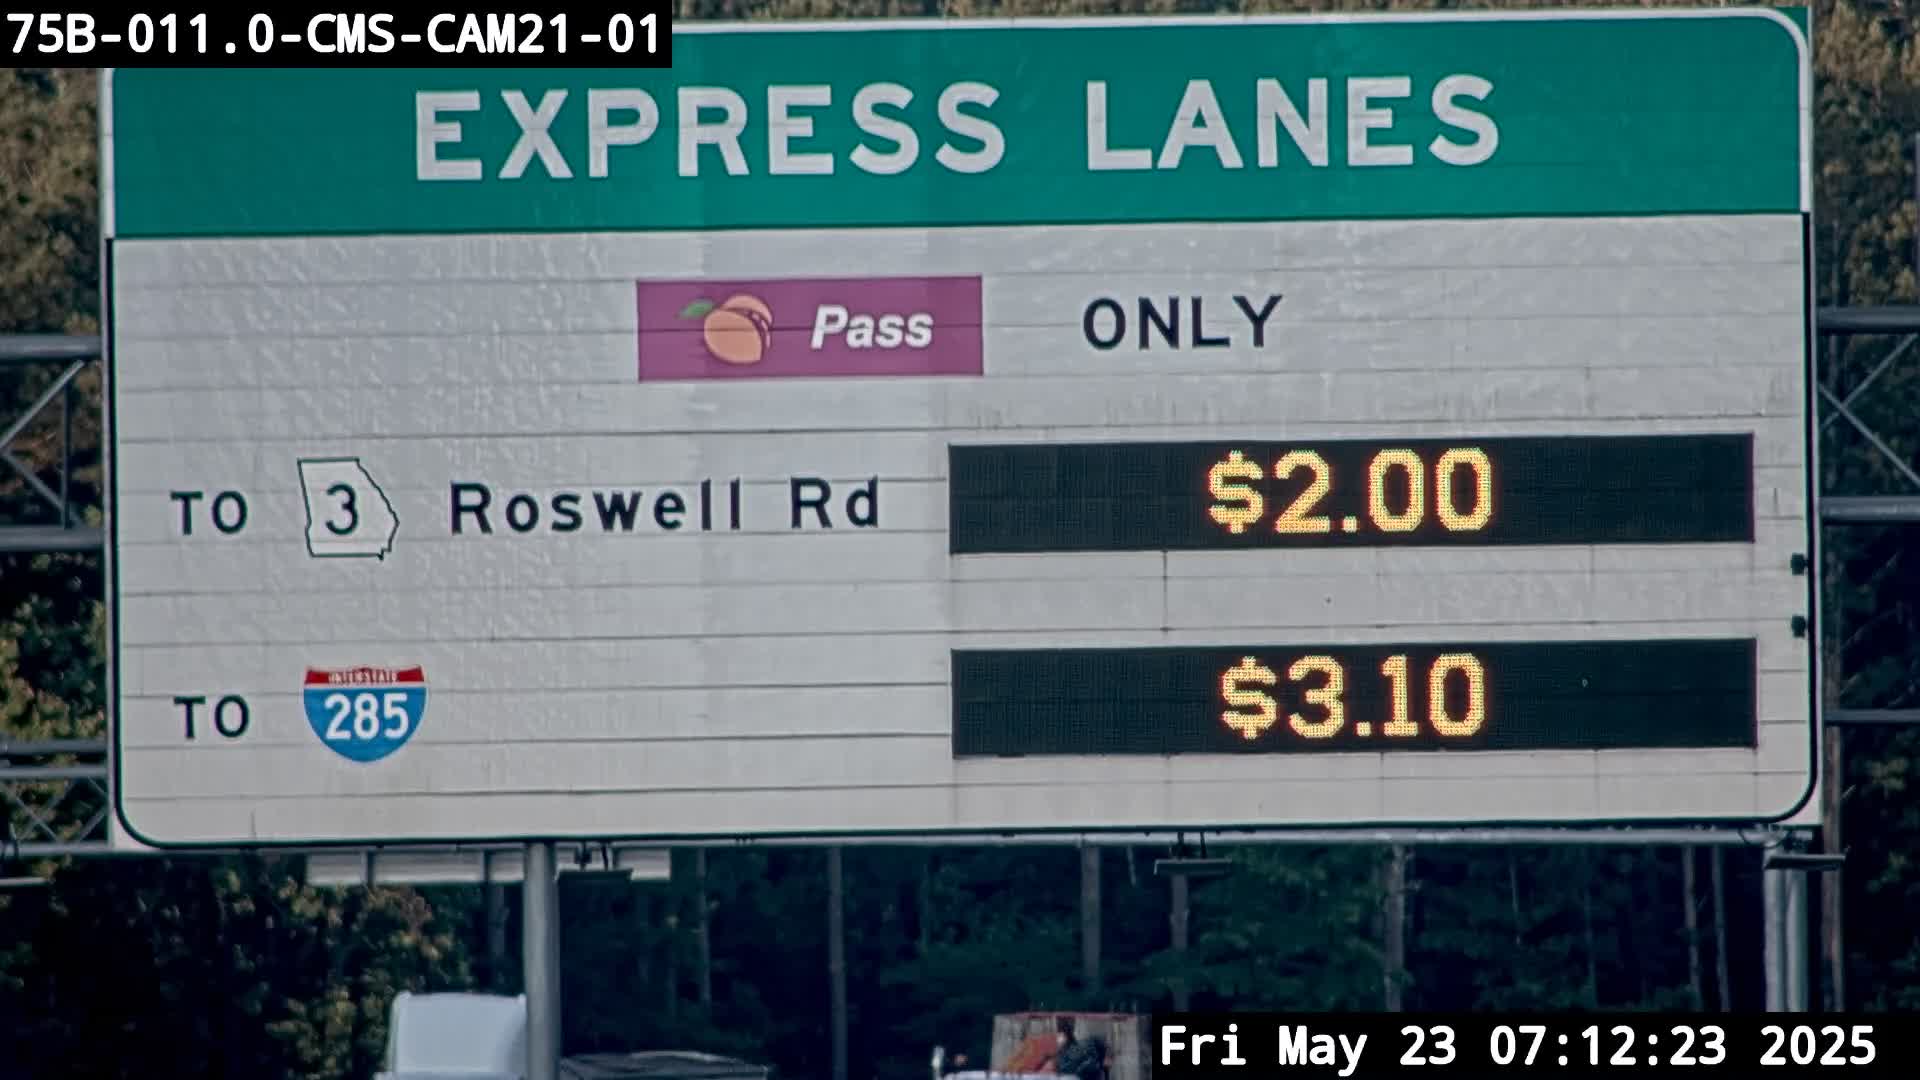 75B-011.0-CMS-CAM21-01
EXPRESS LANES
Pass ONLY
TO 3 Roswell Rd $2.00
TO INTERSTATE 285 $3.10
Fri May 23 07:12:23 2025